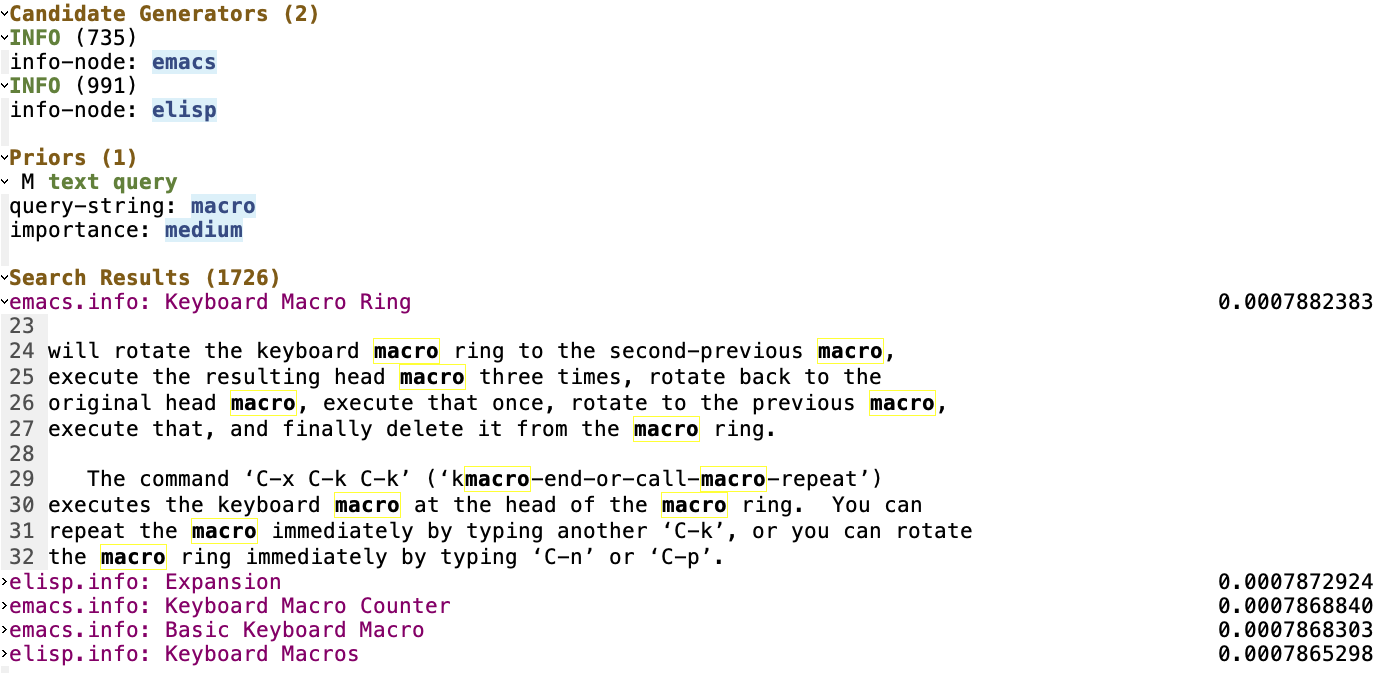 Candidate Generators (2)
INFO (735)
info-node: emacs
INFO (991)
info-node: elisp
Priors (1)
M text query
query-string: macro
importance: medium
Search Results (1726)
emacs.info: Keyboard Macro Ring 0.0007882383
23
24 will rotate the keyboard macro ring to the second-previous macro,
25 execute the resulting head macro three times, rotate back to the
26 original head macro, execute that once, rotate to the previous macro,
27 execute that, and finally delete it from the macro ring.
28
29 The command ‘C-x C-k C-k’ (‘kmacro-end-or-call-macro-repeat’)
30 executes the keyboard macro at the head of the macro ring. You can
31 repeat the macro immediately by typing another ‘C-k’, or you can rotate
32 the macro ring immediately by typing ‘C-n’ or ‘C-p’.
elisp.info: Expansion 0.0007872924
emacs.info: Keyboard Macro Counter 0.0007868840
emacs.info: Basic Keyboard Macro 0.0007868303
elisp.info: Keyboard Macros 0.0007865298